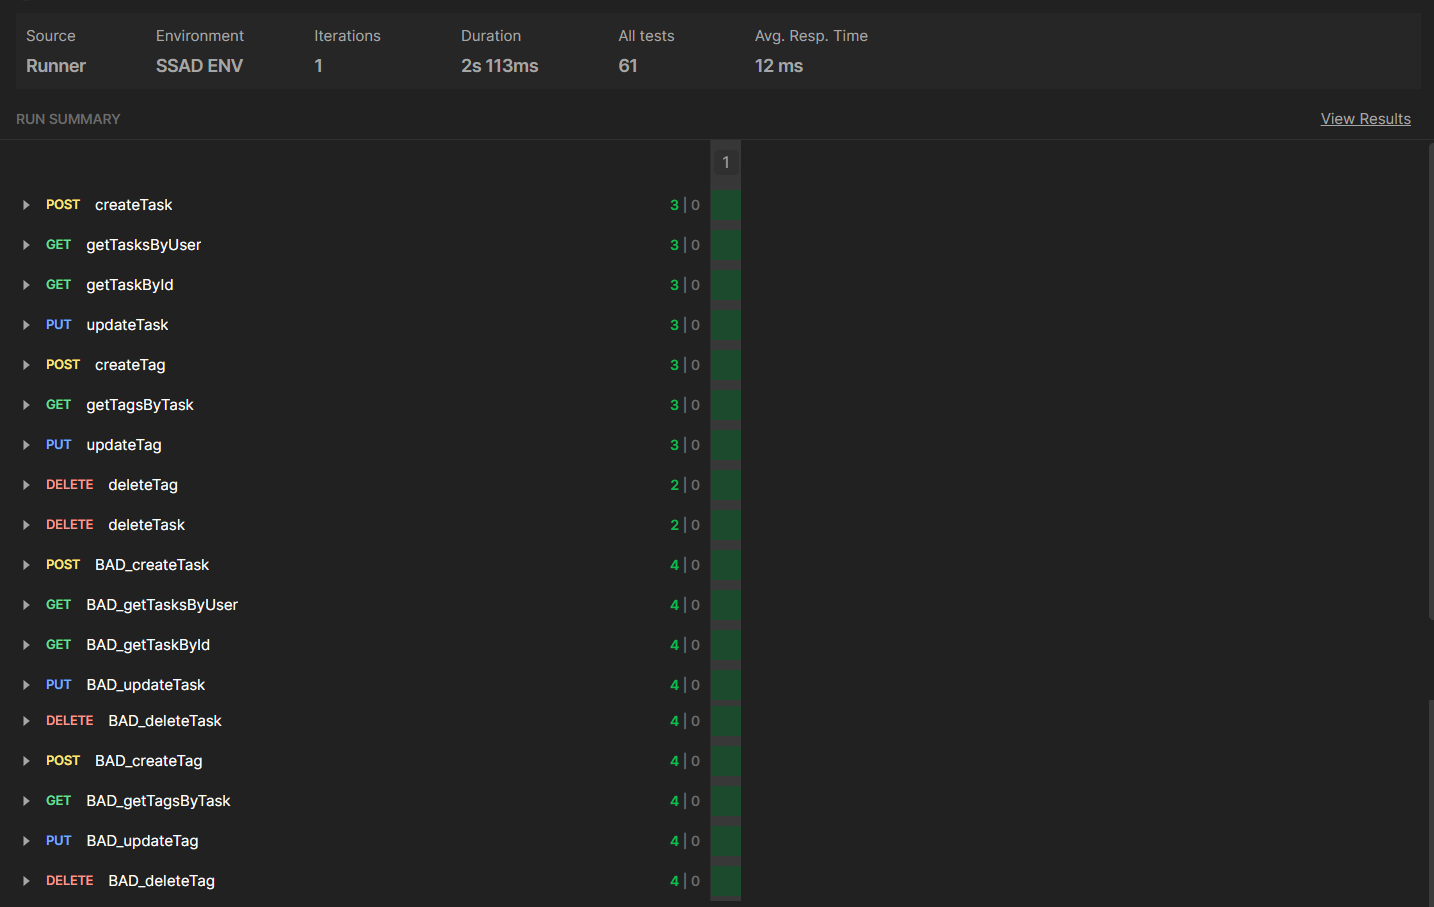 Source Environment Iterations Duration All tests Avg. Resp. Time
Runner SSAD ENV 1 2s 113ms 61 12 ms
RUN SUMMARY View Results
1
POST createTask 3 | 0
GET getTasksByUser 3 | 0
GET getTaskById 3 | 0
PUT updateTask 3 | 0
POST createTag 3 | 0
GET getTagsByTask 3 | 0
PUT updateTag 3 | 0
DELETE deleteTag 2 | 0
DELETE deleteTask 2 | 0
POST BAD_createTask 4 | 0
GET BAD_getTasksByUser 4 | 0
GET BAD_getTaskById 4 | 0
PUT BAD_updateTask 4 | 0
DELETE BAD_deleteTask 4 | 0
POST BAD_createTag 4 | 0
GET BAD_getTagsByTask 4 | 0
PUT BAD_updateTag 4 | 0
DELETE BAD_deleteTag 4 | 0